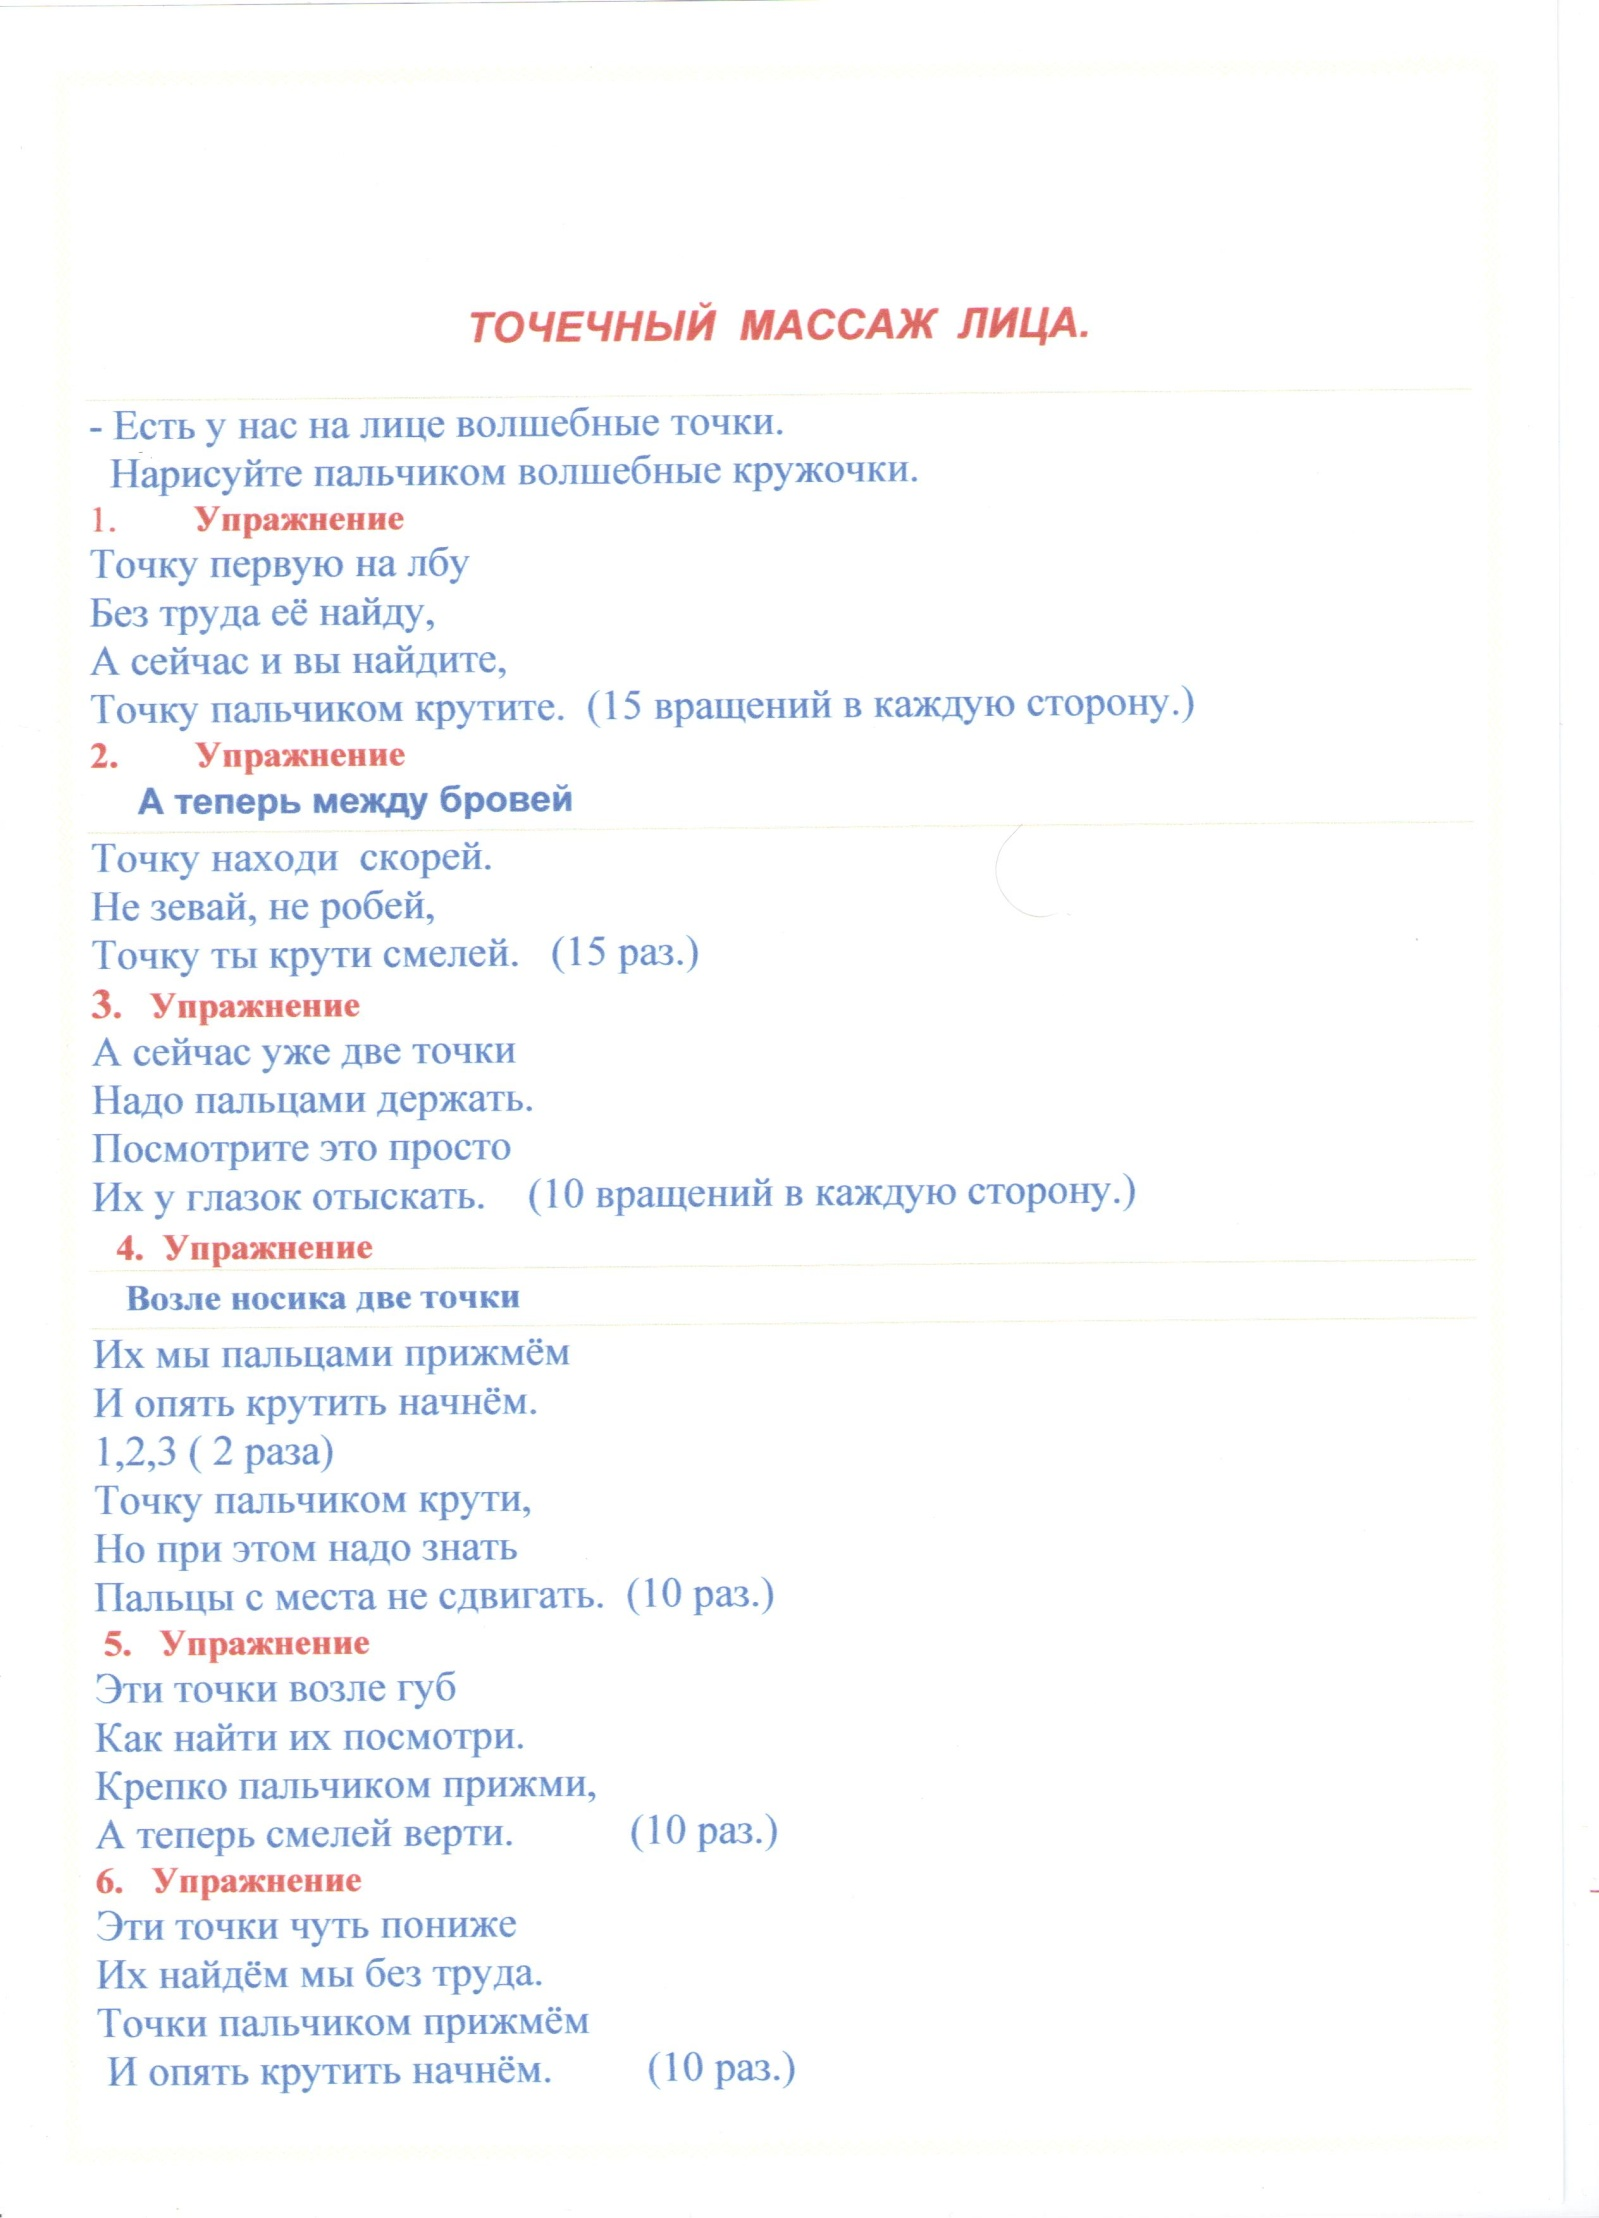 ТОЧЕЧНЫЙ МАССАЖ ЛИЦА.
- Есть у нас на лице волшебные точки.
Нарисуйте пальчиком волшебные кружочки.
1. Упражнение
Точку первую на лбу
Без труда её найду,
А сейчас и вы найдите,
Точку пальчиком крутите. (15 вращений в каждую сторону.)
2. Упражнение
А теперь между бровей
Точку находи скорей.
Не зевай, не робей,
Точку ты крути смелей. (15 раз.)
3. Упражнение
А сейчас уже две точки
Надо пальцами держать.
Посмотрите это просто
Их у глазок отыскать. (10 вращений в каждую сторону.)
4. Упражнение
Возле носика две точки
Их мы пальцами прижмём
И опять крутить начнём.
1,2,3 ( 2 раза)
Точку пальчиком крути,
Но при этом надо знать
Пальцы с места не сдвигать. (10 раз.)
5. Упражнение
Эти точки возле губ
Как найти их посмотри.
Крепко пальчиком прижми,
А теперь смелей верти. (10 раз.)
6. Упражнение
Эти точки чуть пониже
Их найдём мы без труда.
Точки пальчиком прижмём
И опять крутить начнём. (10 раз.)